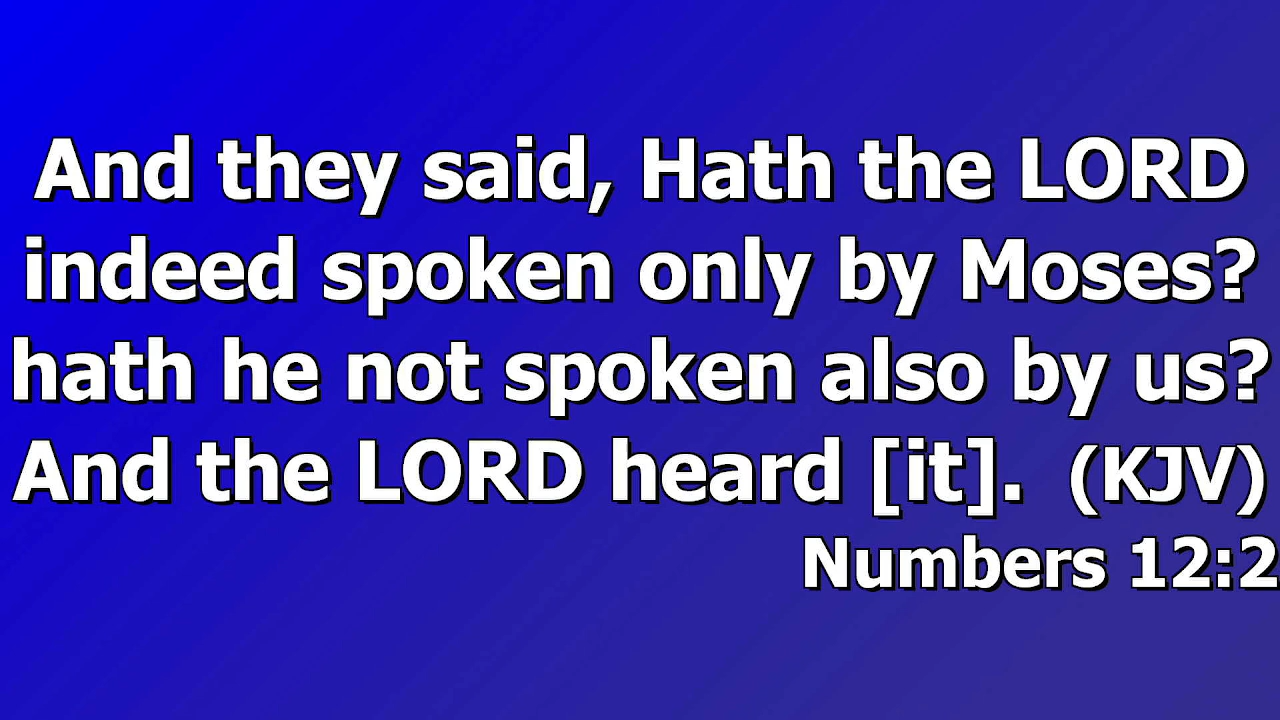 And they said, Hath the LORD
indeed spoken only by Moses?
hath he not spoken also by us?
And the LORD heard [it].  (KJV)
Numbers 12:2